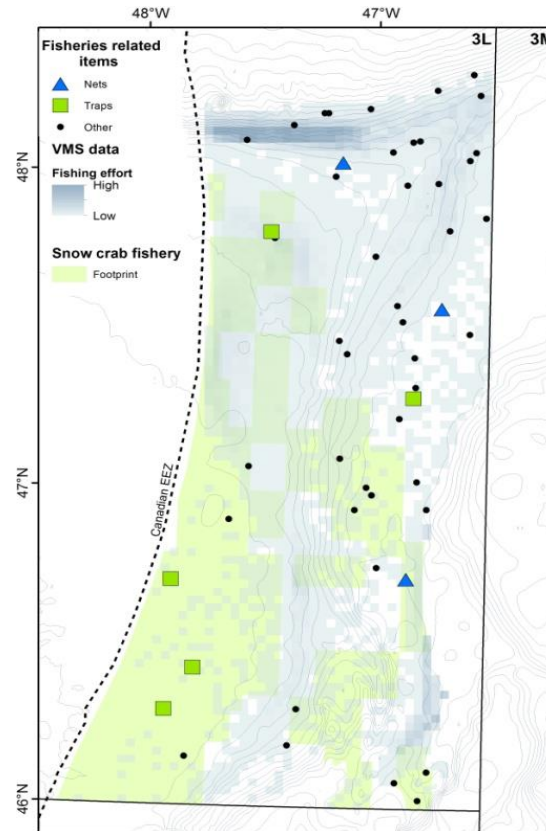 48°W
47°W
3L
3M
Fisheries related
items
Nets
Traps
Other
VMS data
Fishing effort
High
Low
Snow crab fishery
Footprint
48°N
47°N
46°N
Canadian EEZ